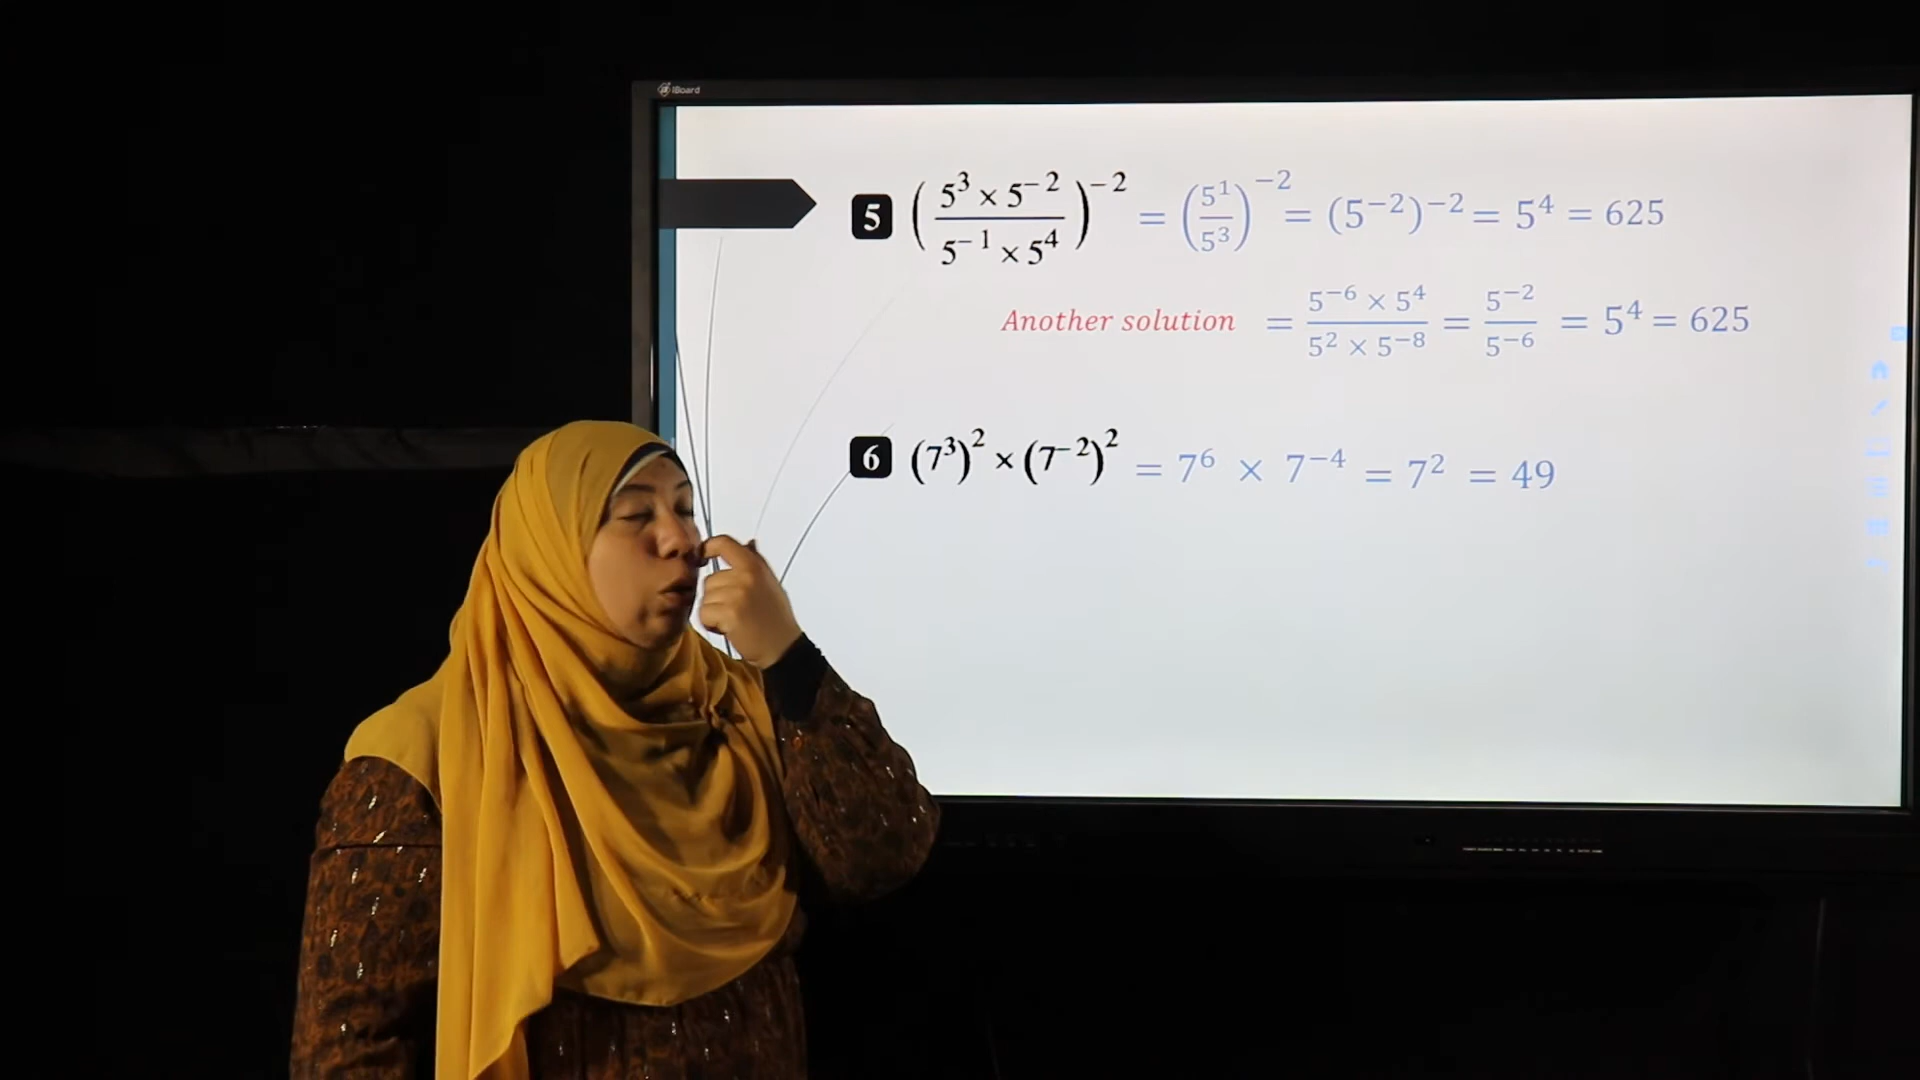 iBoard
5 (5³ × 5⁻² / 5⁻¹ × 5⁴)⁻² = (5¹/5³)⁻² = (5⁻²)⁻² = 5⁴ = 625
Another solution = 5⁻⁶ × 5⁴ / 5² × 5⁻⁸ = 5⁻² / 5⁻⁶ = 5⁴ = 625
6 (7³)² × (7⁻²)² = 7⁶ × 7⁻⁴ = 7² = 49